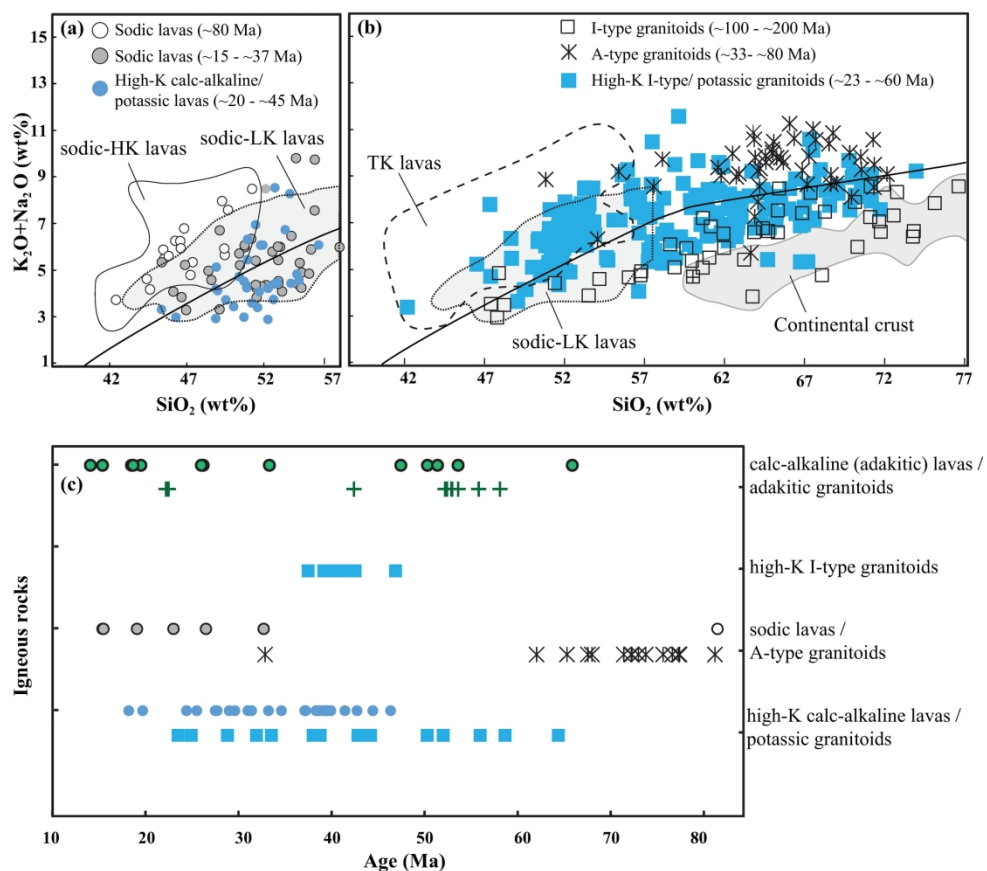 (a)
Sodic lavas (~80 Ma)
Sodic lavas (~15 - ~37 Ma)
High-K calc-alkaline/
potassic lavas (~20 - ~45 Ma)
sodic-HK lavas
sodic-LK lavas
K2O+Na2O (wt%)
15
13
11
9
7
5
3
1
42
47
52
57
SiO2 (wt%)
(b)
I-type granitoids (~100 - ~200 Ma)
A-type granitoids (~33- ~80 Ma)
High-K I-type/ potassic granitoids (~23 - ~60 Ma)
TK lavas
sodic-LK lavas
Continental crust
42
47
52
57
62
67
72
77
SiO2 (wt%)
(c)
calc-alkaline (adakitic) lavas /
adakitic granitoids
high-K I-type granitoids
sodic lavas /
A-type granitoids
high-K calc-alkaline lavas /
potassic granitoids
Igneous rocks
10
20
30
40
50
60
70
80
Age (Ma)